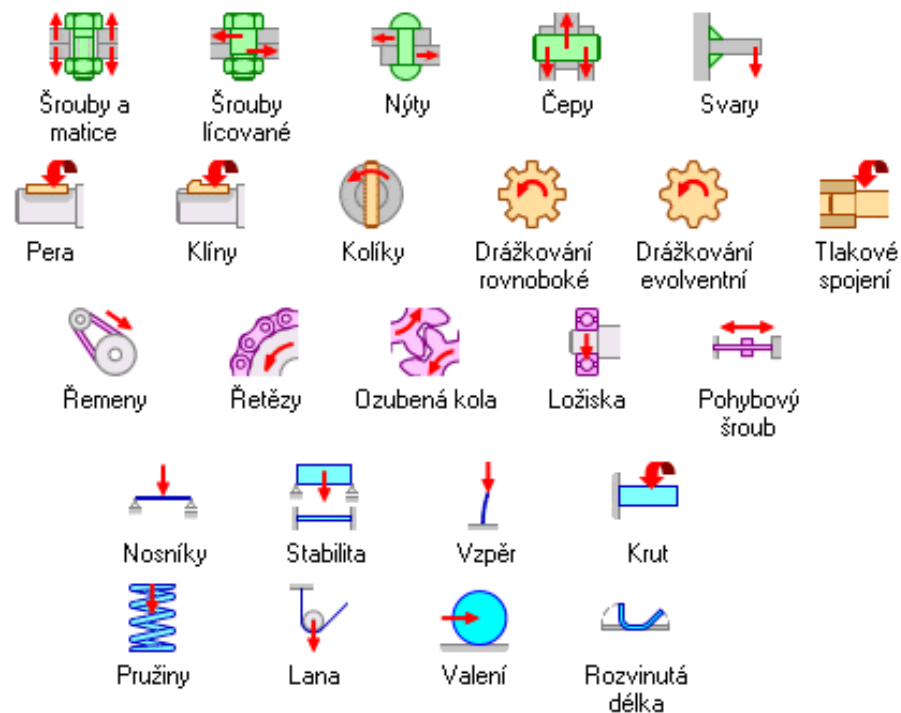 Šrouby a
matice
Šrouby
lícované
Nýty
Čepy
Svary
Pera
Klíny
Kolíky
Drážkování
rovnoboké
Drážkování
evolventní
Tlakové
spojení
Řemeny
Řetězy
Ozubená kola
Ložiska
Pohybový
šroub
Nosníky
Stabilita
Vzpěr
Krut
Pružiny
Lana
Valení
Rozvinutá
délka